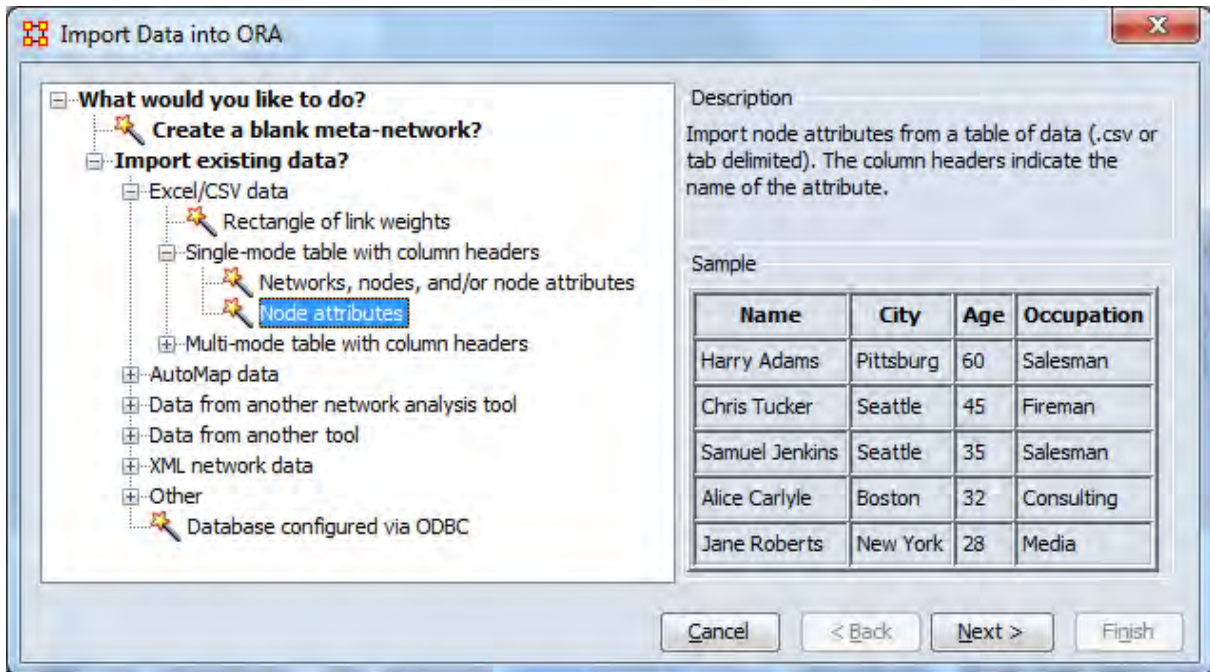 Import Data into ORA
X
What would you like to do?
Create a blank meta-network?
Import existing data?
Excel/CSV data
Rectangle of link weights
Single-mode table with column headers
Networks, nodes, and/or node attributes
Node attributes
Multi-mode table with column headers
AutoMap data
Data from another network analysis tool
Data from another tool
XML network data
Other
Database configured via ODBC
Description
Import node attributes from a table of data (.csv or
tab delimited). The column headers indicate the
name of the attribute.
Sample
Name City Age Occupation
Harry Adams Pittsburg 60 Salesman
Chris Tucker Seattle 45 Fireman
Samuel Jenkins Seattle 35 Salesman
Alice Carlyle Boston 32 Consulting
Jane Roberts New York 28 Media
Cancel < Back Next > Finish